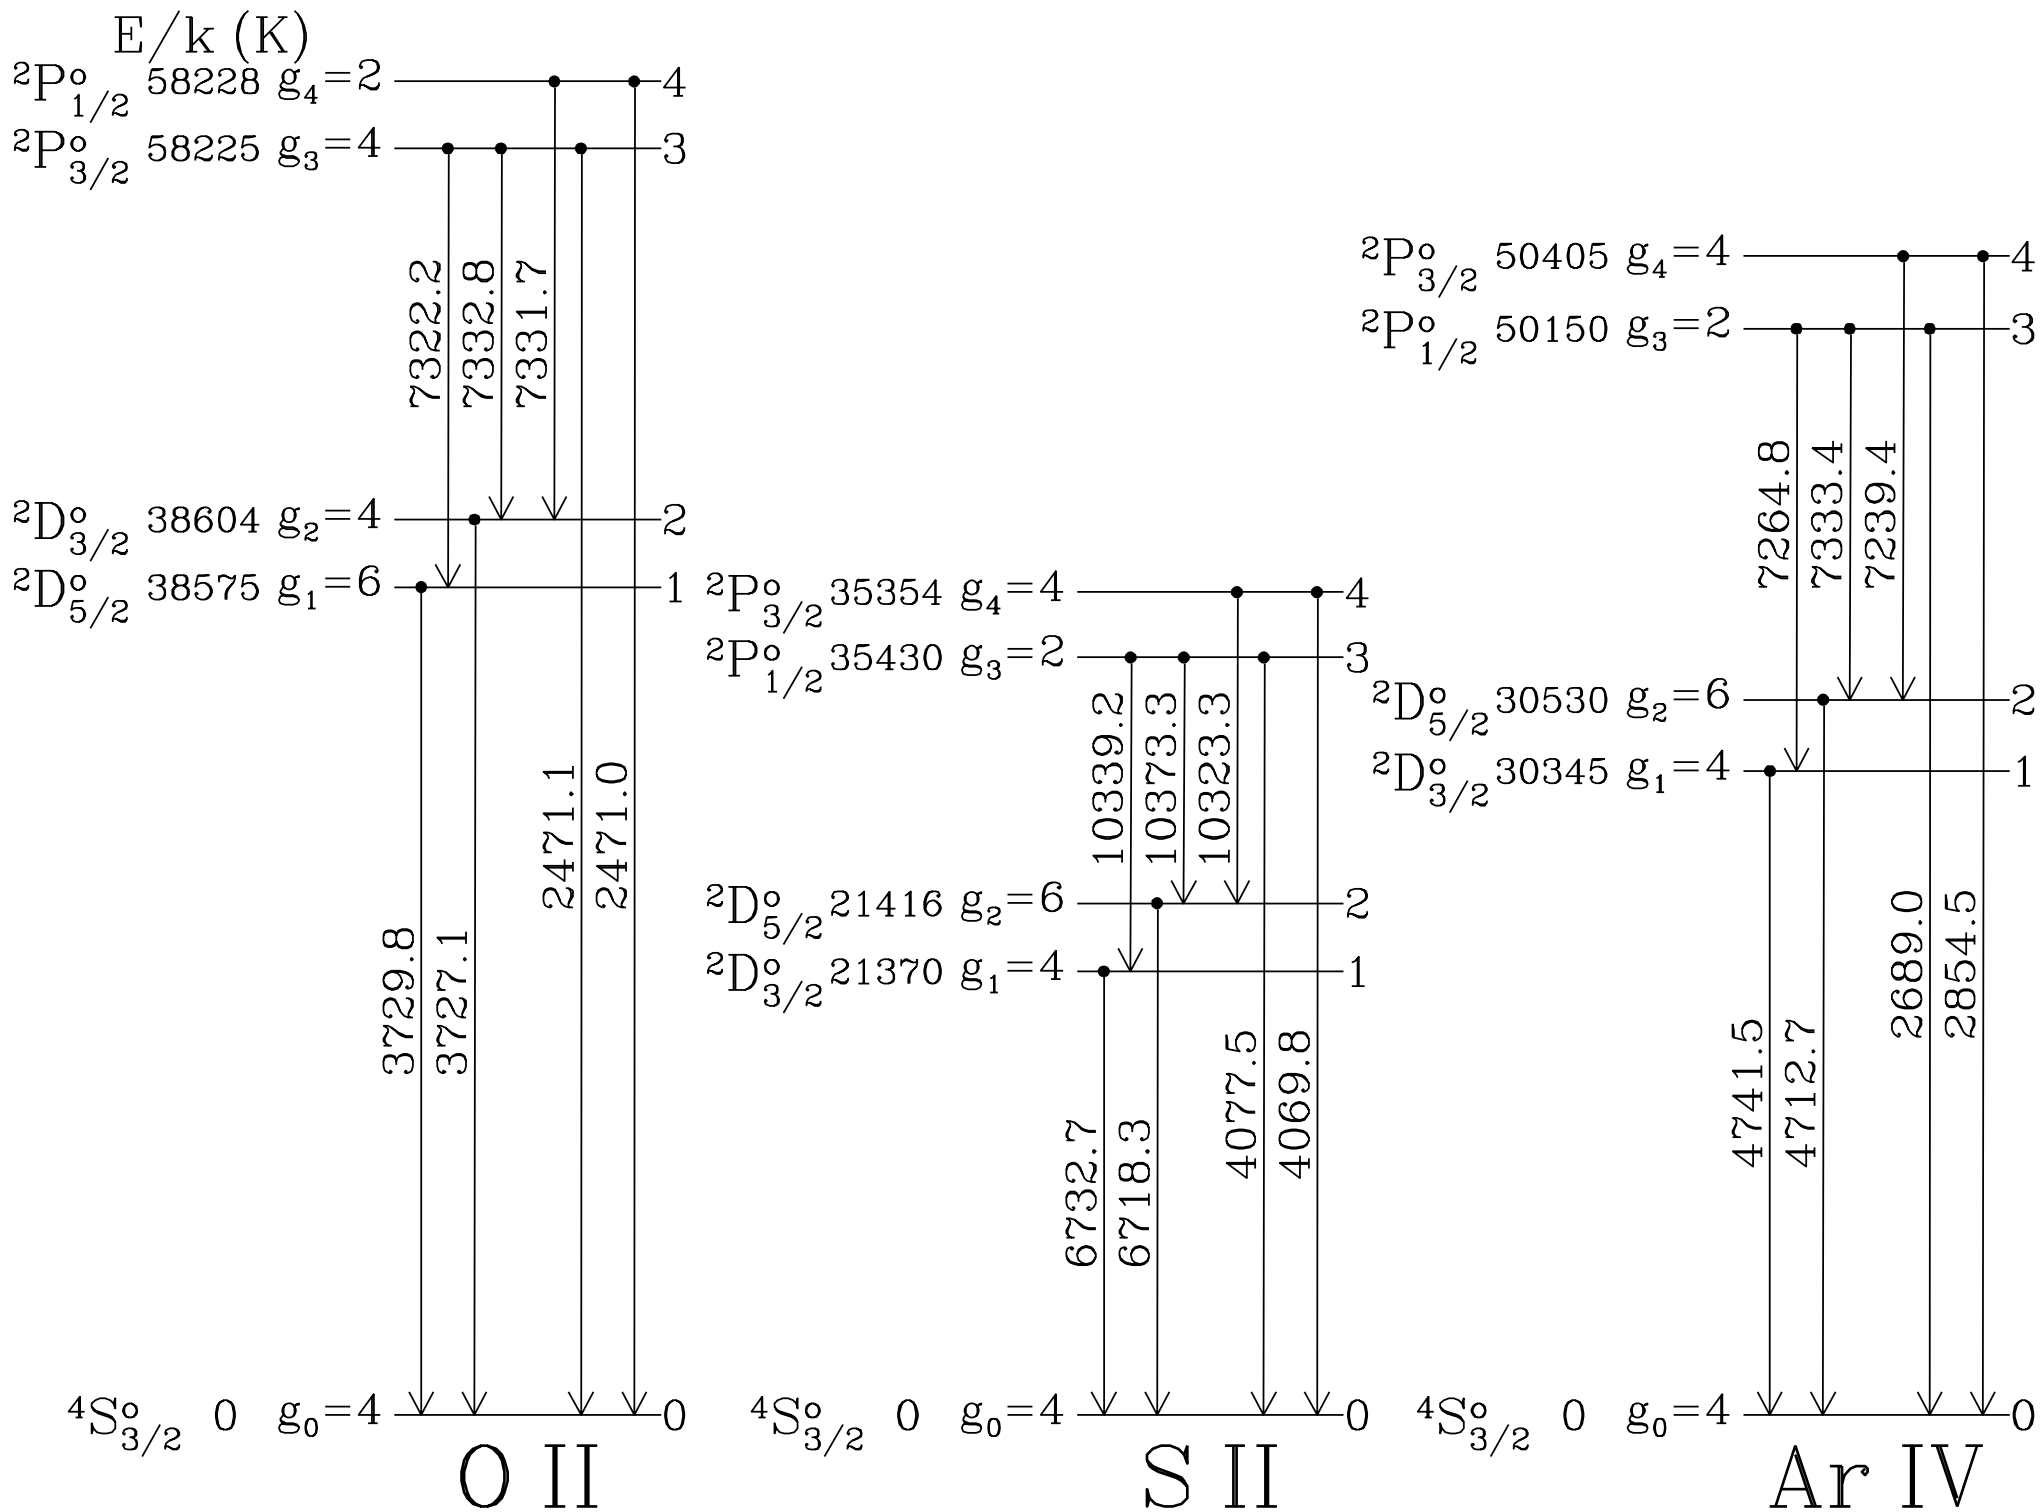 E/k (K)
²P°1/2 58228 g4=2 4
²P°3/2 58225 g3=4 3
7322.2
7332.8
7331.7
²D°3/2 38604 g2=4 2
²D°5/2 38575 g1=6 1
3729.8
3727.1
2471.1
2471.0
⁴S°3/2 0 g0=4 0
O II
²P°3/2 35354 g4=4 4
²P°1/2 35430 g3=2 3
10339.2
10373.3
10323.3
²D°5/2 21416 g2=6 2
²D°3/2 21370 g1=4 1
6732.7
6718.3
4077.5
4069.8
⁴S°3/2 0 g0=4 0
S II
²P°3/2 50405 g4=4 4
²P°1/2 50150 g3=2 3
7264.8
7333.4
7239.4
²D°5/2 30530 g2=6 2
²D°3/2 30345 g1=4 1
4741.5
4712.7
2689.0
2854.5
⁴S°3/2 0 g0=4 0
Ar IV